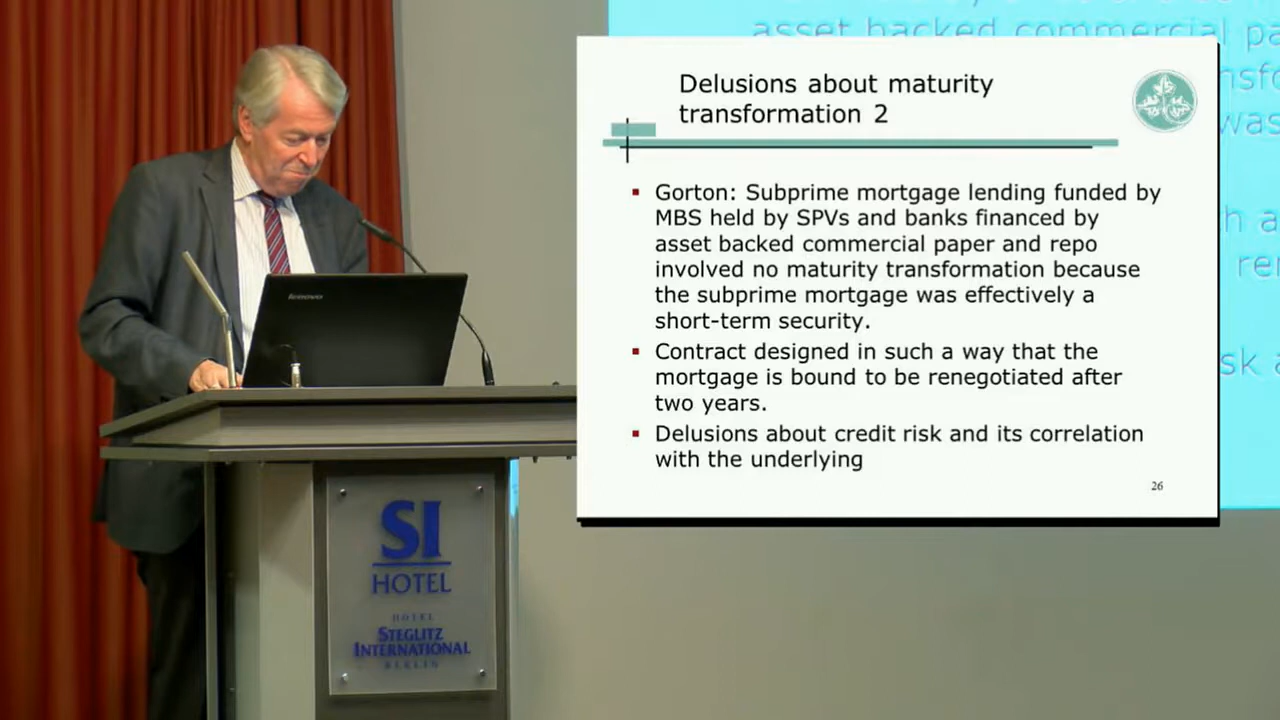 asset backed commercial pa
Delusions about maturity
transformation 2
Gorton: Subprime mortgage lending funded by
MBS held by SPVs and banks financed by
asset backed commercial paper and repo
involved no maturity transformation because
the subprime mortgage was effectively a
short-term security.
Contract designed in such a way that the
mortgage is bound to be renegotiated after
two years.
Delusions about credit risk and its correlation
with the underlying
26
was
sk
lenovo
SI
HOTEL
HOTEL
STEGLITZ
INTERNATIONAL
BERLIN